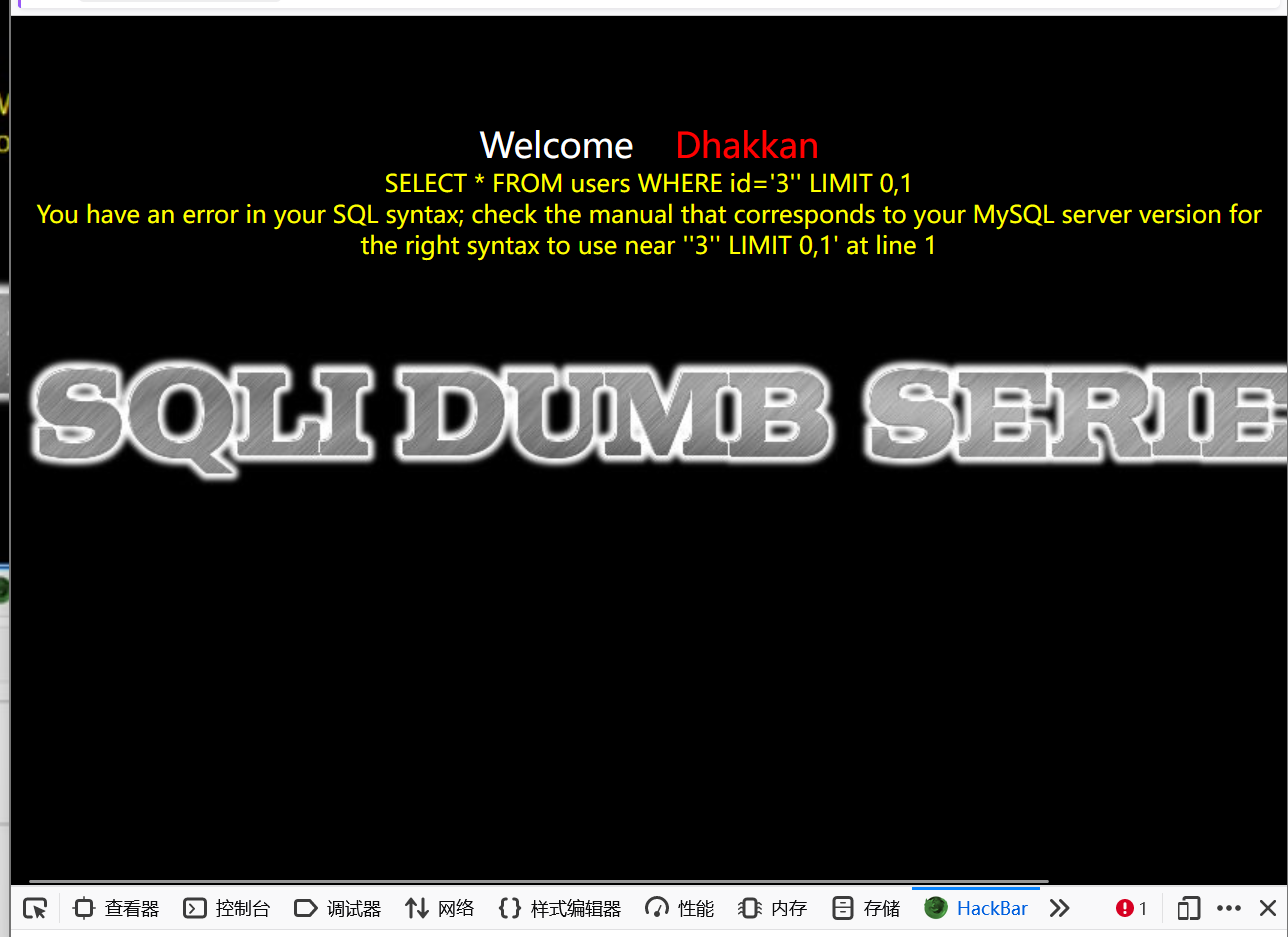 Welcome Dhakkan
SELECT * FROM users WHERE id='3'' LIMIT 0,1
You have an error in your SQL syntax; check the manual that corresponds to your MySQL server version for
the right syntax to use near ''3'' LIMIT 0,1' at line 1
SQLI DUMB SERIE
查看器 控制台 调试器 网络 样式编辑器 性能 内存 存储 HackBar 1